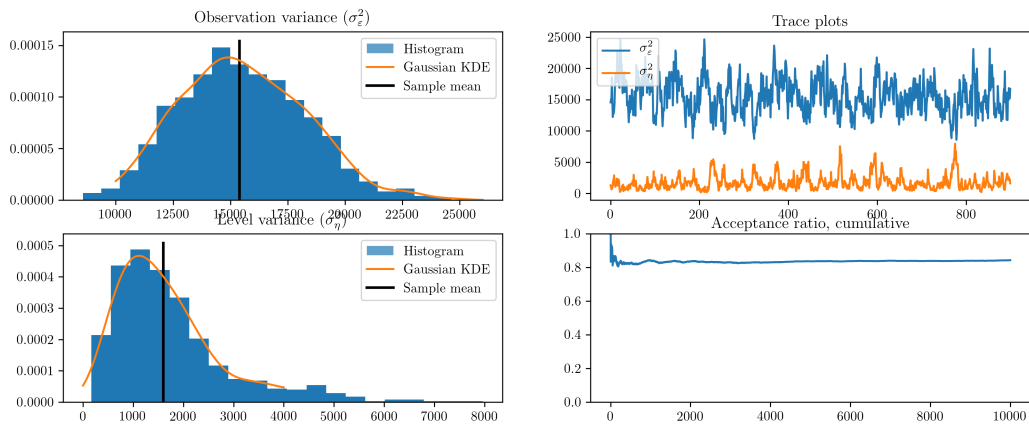 Observation variance (σ²_ε)
0.00015
0.00010
0.00005
0.00000
Histogram
Gaussian KDE
Sample mean
10000 12500 15000 17500 20000 22500 25000
Trace plots
25000
20000
15000
10000
5000
0
σ²_ε
σ²_η
0 200 400 600 800
Level variance (σ²_η)
0.0005
0.0004
0.0003
0.0002
0.0001
0.0000
Histogram
Gaussian KDE
Sample mean
0 1000 2000 3000 4000 5000 6000 7000 8000
Acceptance ratio, cumulative
1.0
0.8
0.6
0.4
0.2
0.0
0 2000 4000 6000 8000 10000